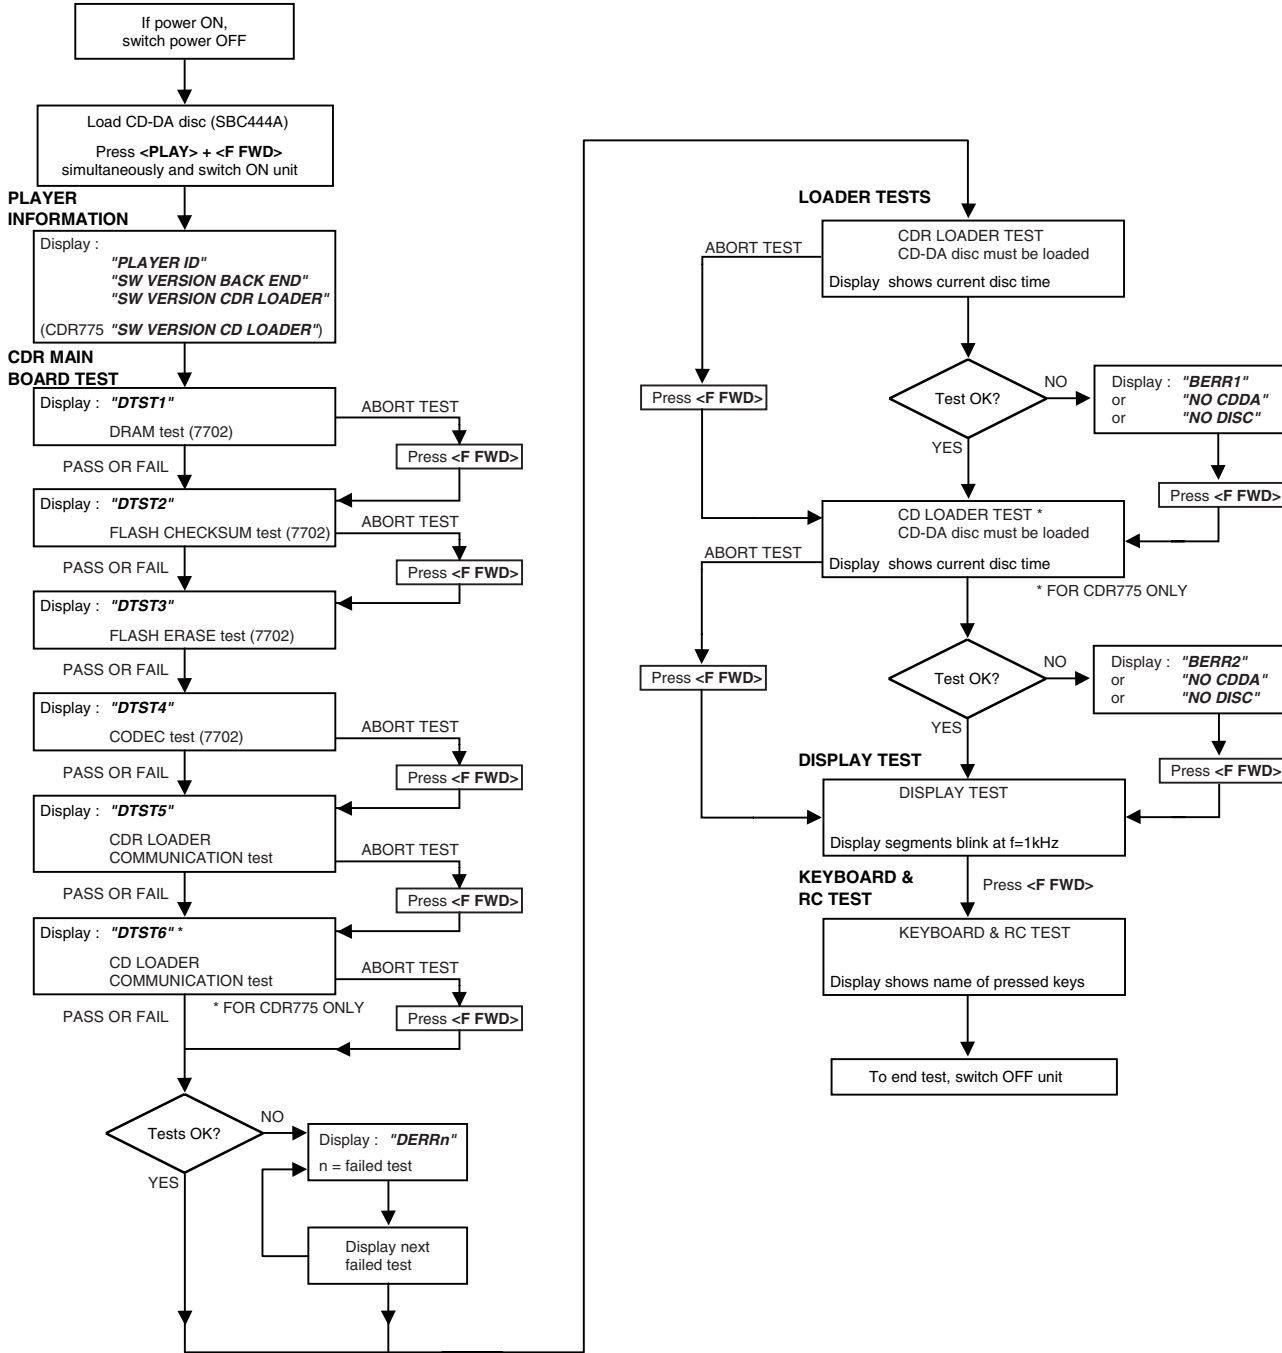 If power ON,
switch power OFF
Load CD-DA disc (SBC444A)
Press <PLAY> + <F FWD>
simultaneously and switch ON unit
PLAYER
INFORMATION
Display :
"PLAYER ID"
"SW VERSION BACK END"
"SW VERSION CDR LOADER"
(CDR775 "SW VERSION CD LOADER")
CDR MAIN
BOARD TEST
Display : "DTST1"
DRAM test (7702)
ABORT TEST
Press <F FWD>
PASS OR FAIL
Display : "DTST2"
FLASH CHECKSUM test (7702)
ABORT TEST
Press <F FWD>
PASS OR FAIL
Display : "DTST3"
FLASH ERASE test (7702)
PASS OR FAIL
Display : "DTST4"
CODEC test (7702)
ABORT TEST
Press <F FWD>
PASS OR FAIL
Display : "DTST5"
CDR LOADER
COMMUNICATION test
ABORT TEST
Press <F FWD>
PASS OR FAIL
Display : "DTST6" *
CD LOADER
COMMUNICATION test
ABORT TEST
* FOR CDR775 ONLY
Press <F FWD>
PASS OR FAIL
Tests OK?
NO
YES
Display : "DERRn"
n = failed test
Display next
failed test
LOADER TESTS
CDR LOADER TEST
CD-DA disc must be loaded
Display shows current disc time
ABORT TEST
Press <F FWD>
Test OK?
NO
YES
Display : "BERR1"
or "NO CDDA"
or "NO DISC"
Press <F FWD>
CD LOADER TEST *
CD-DA disc must be loaded
Display shows current disc time
* FOR CDR775 ONLY
ABORT TEST
Press <F FWD>
Test OK?
NO
YES
Display : "BERR2"
or "NO CDDA"
or "NO DISC"
Press <F FWD>
DISPLAY TEST
DISPLAY TEST
Display segments blink at f=1kHz
Press <F FWD>
KEYBOARD &
RC TEST
KEYBOARD & RC TEST
Display shows name of pressed keys
To end test, switch OFF unit